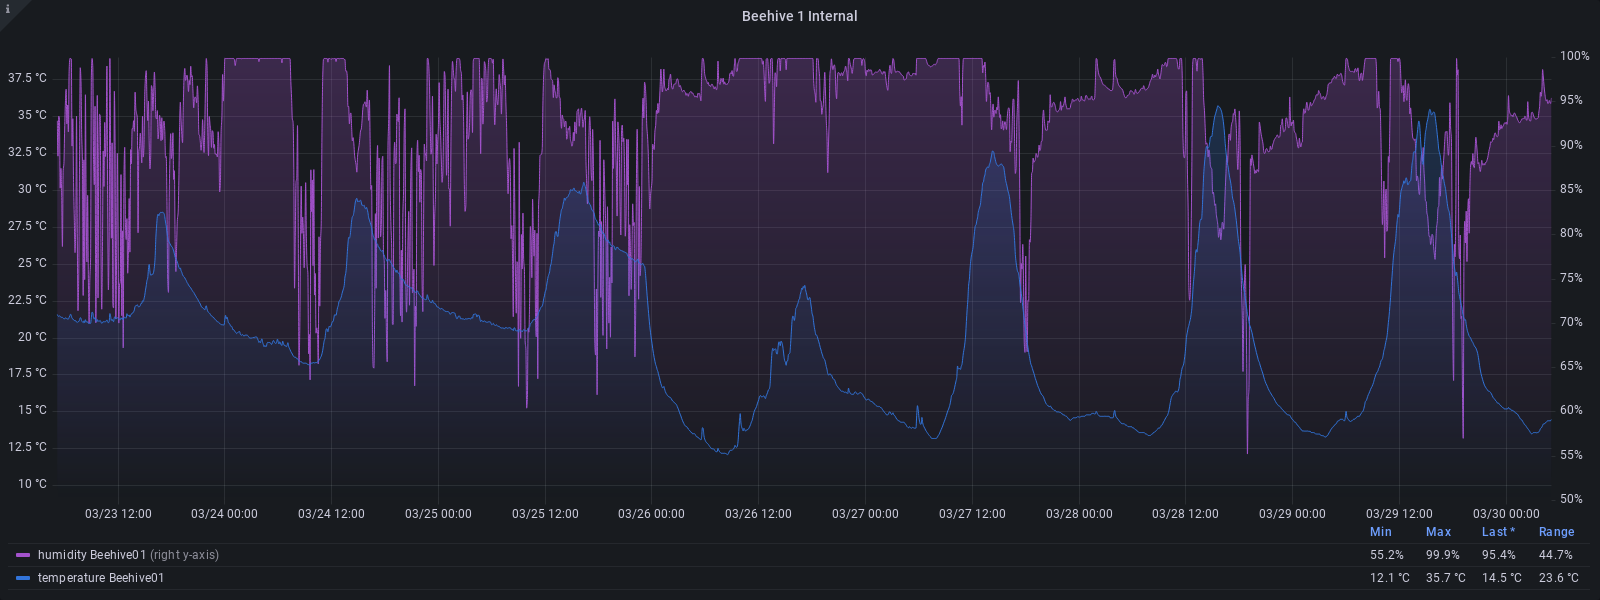 i
Beehive 1 Internal
37.5 °C
35 °C
32.5 °C
30 °C
27.5 °C
25 °C
22.5 °C
20 °C
17.5 °C
15 °C
12.5 °C
10 °C
100%
95%
90%
85%
80%
75%
70%
65%
60%
55%
50%
03/23 12:00 03/24 00:00 03/24 12:00 03/25 00:00 03/25 12:00 03/26 00:00 03/26 12:00 03/27 00:00 03/27 12:00 03/28 00:00 03/28 12:00 03/29 00:00 03/29 12:00 03/30 00:00
Min Max Last * Range
humidity Beehive01 (right y-axis) 55.2% 99.9% 95.4% 44.7%
temperature Beehive01 12.1 °C 35.7 °C 14.5 °C 23.6 °C